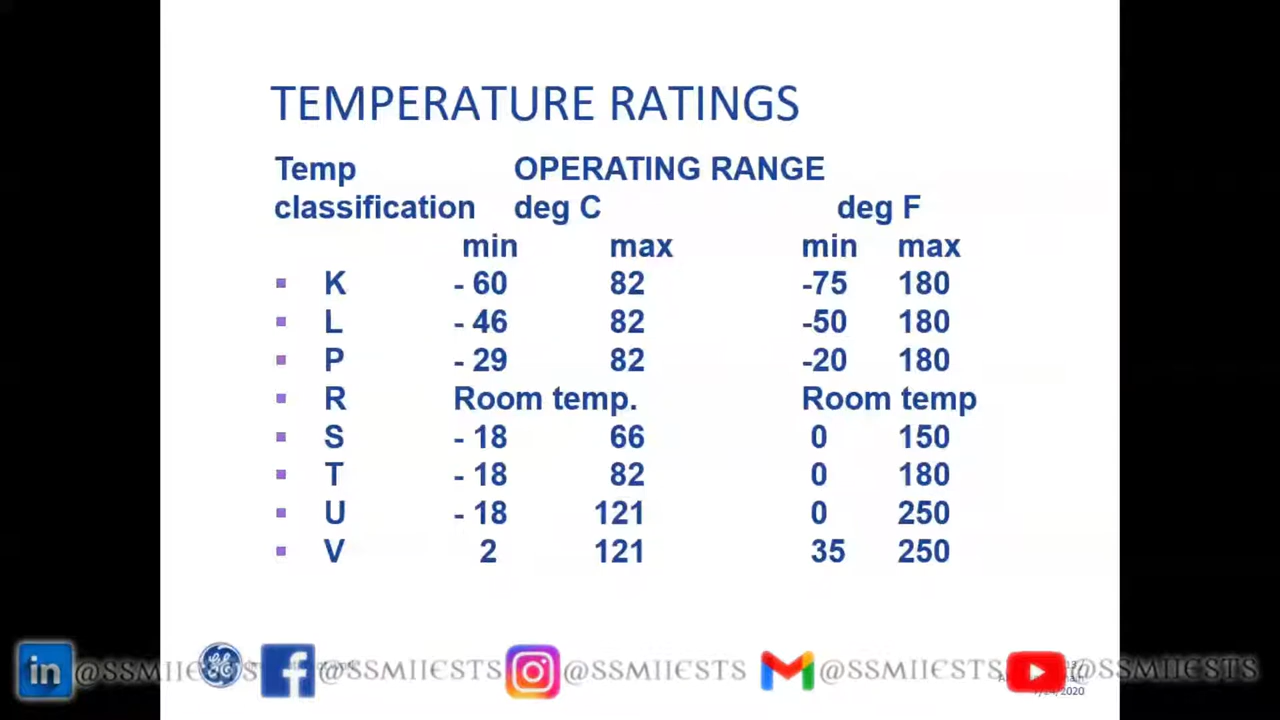 TEMPERATURE RATINGS
Temp OPERATING RANGE
classification deg C deg F
min max min max
▪ K - 60 82 -75 180
▪ L - 46 82 -50 180
▪ P - 29 82 -20 180
▪ R Room temp. Room temp
▪ S - 18 66 0 150
▪ T - 18 82 0 180
▪ U - 18 121 0 250
▪ V 2 121 35 250
in @SSMIIESTS f @SSMIIESTS @SSMIIESTS @SSMIIESTS @SSMIIESTS
/2020